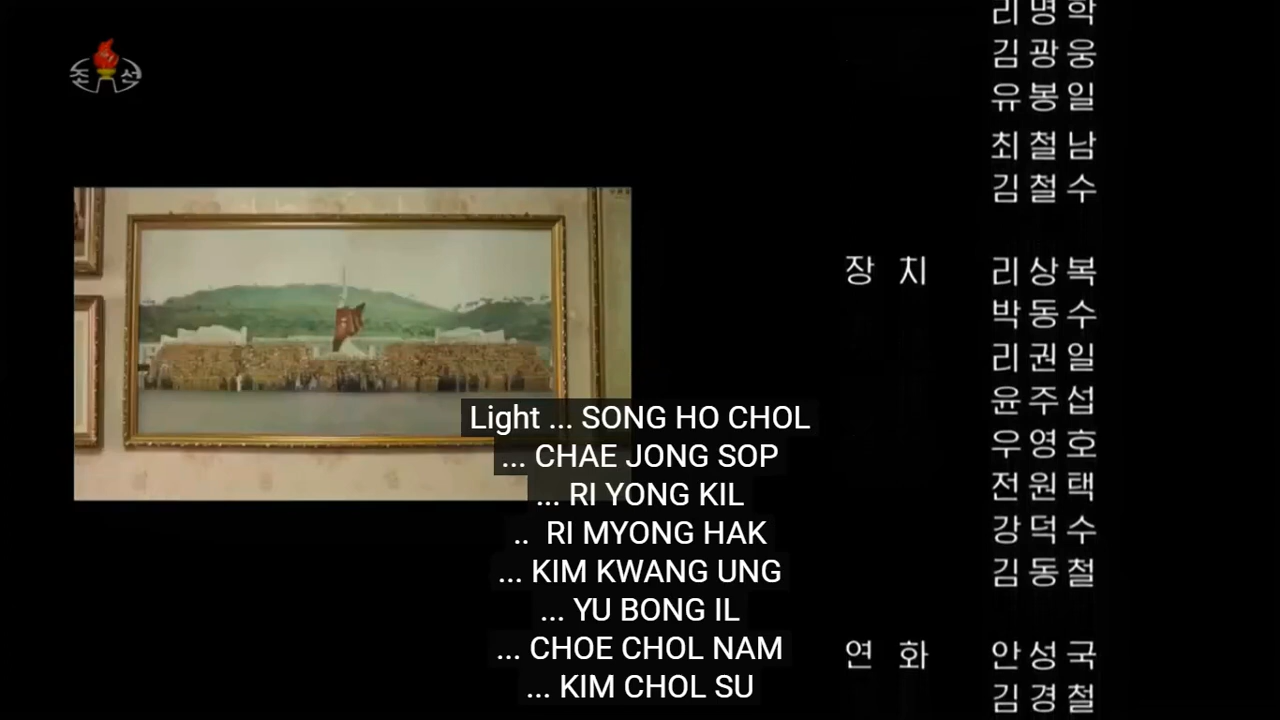 조선
리명학
김광웅
유봉일
최철남
김철수
장 치 리상복
박동수
리권일
윤주섭
우영호
전원택
강덕수
김동철
연 화 안성국
김경철
Light ... SONG HO CHOL
... CHAE JONG SOP
... RI YONG KIL
.. RI MYONG HAK
... KIM KWANG UNG
... YU BONG IL
... CHOE CHOL NAM
... KIM CHOL SU